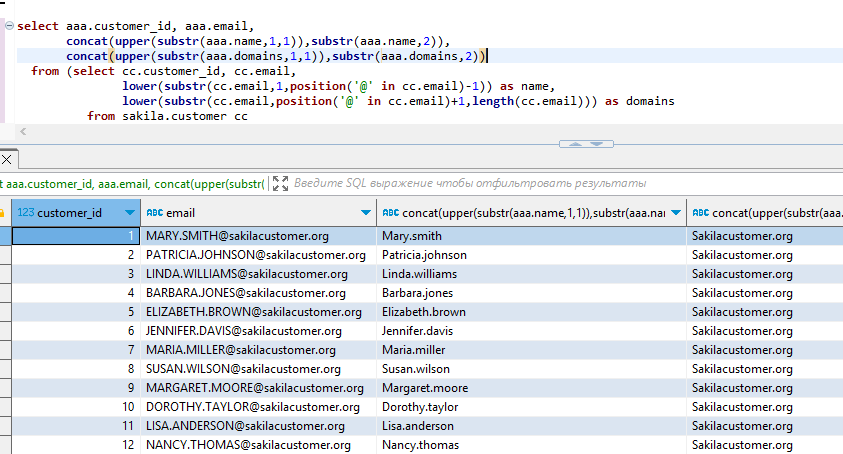 select aaa.customer_id, aaa.email,
concat(upper(substr(aaa.name,1,1)),substr(aaa.name,2)),
concat(upper(substr(aaa.domains,1,1)),substr(aaa.domains,2))
from (select cc.customer_id, cc.email,
lower(substr(cc.email,1,position('@' in cc.email)-1)) as name,
lower(substr(cc.email,position('@' in cc.email)+1,length(cc.email))) as domains
from sakila.customer cc
t aaa.customer_id, aaa.email, concat(upper(substr( Введите SQL выражение чтобы отфильтровать результаты
123 customer_id ABC email ABC concat(upper(substr(aaa.name,1,1)),substr(aaa.nar ABC concat(upper(substr(aaa.
1 MARY.SMITH@sakilacustomer.org Mary.smith Sakilacustomer.org
2 PATRICIA.JOHNSON@sakilacustomer.org Patricia.johnson Sakilacustomer.org
3 LINDA.WILLIAMS@sakilacustomer.org Linda.williams Sakilacustomer.org
4 BARBARA.JONES@sakilacustomer.org Barbara.jones Sakilacustomer.org
5 ELIZABETH.BROWN@sakilacustomer.org Elizabeth.brown Sakilacustomer.org
6 JENNIFER.DAVIS@sakilacustomer.org Jennifer.davis Sakilacustomer.org
7 MARIA.MILLER@sakilacustomer.org Maria.miller Sakilacustomer.org
8 SUSAN.WILSON@sakilacustomer.org Susan.wilson Sakilacustomer.org
9 MARGARET.MOORE@sakilacustomer.org Margaret.moore Sakilacustomer.org
10 DOROTHY.TAYLOR@sakilacustomer.org Dorothy.taylor Sakilacustomer.org
11 LISA.ANDERSON@sakilacustomer.org Lisa.anderson Sakilacustomer.org
12 NANCY.THOMAS@sakilacustomer.org Nancy.thomas Sakilacustomer.org